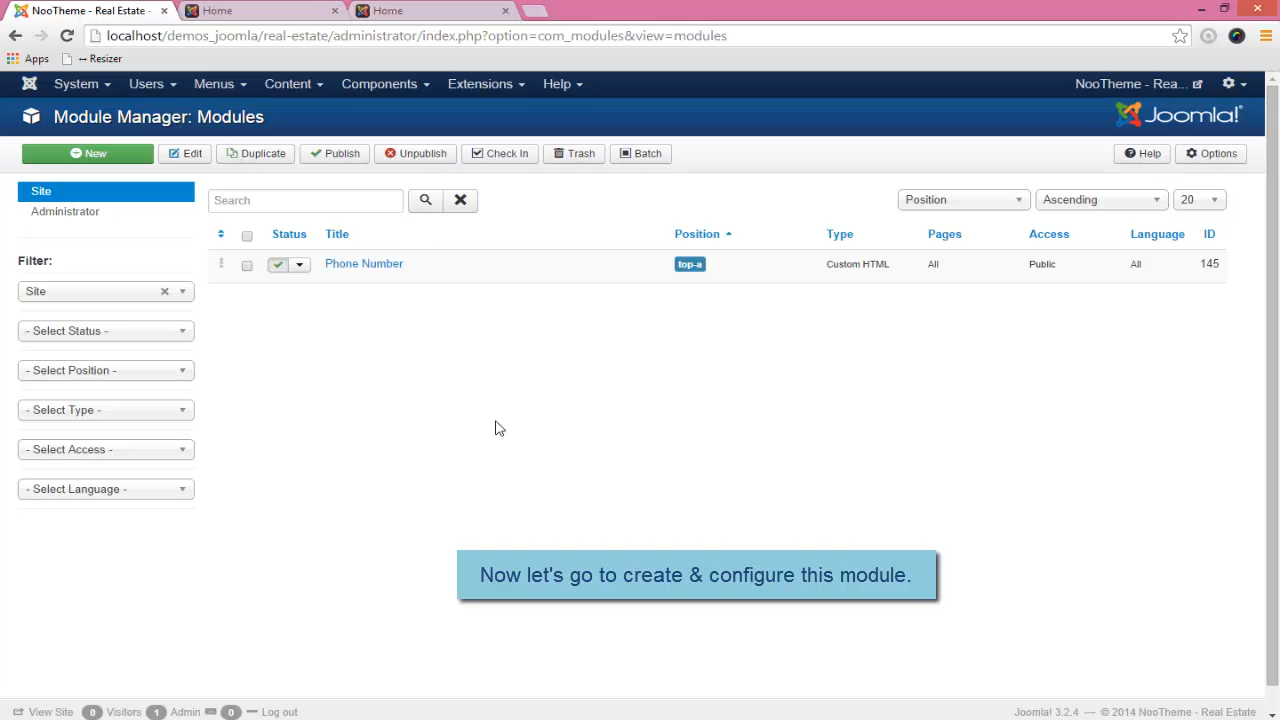 NooTheme - Real Estate -
Home
Home
localhost/demos_joomla/real-estate/administrator/index.php?option=com_modules&view=modules
Apps
Resizer
System
Users
Menus
Content
Components
Extensions
Help
NooTheme - Rea...
Module Manager: Modules
Joomla!
New
Edit
Duplicate
Publish
Unpublish
Check In
Trash
Batch
Help
Options
Site
Administrator
Search
Position
Ascending
20
Status
Title
Position
Type
Pages
Access
Language
ID
Phone Number
top-a
Custom HTML
All
Public
All
145
Filter:
Site
- Select Status -
- Select Position -
- Select Type -
- Select Access -
- Select Language -
Now let's go to create & configure this module.
View Site
0
Visitors
1
Admin
0
Log out
Joomla! 3.2.4 — © 2014 NooTheme - Real Estate